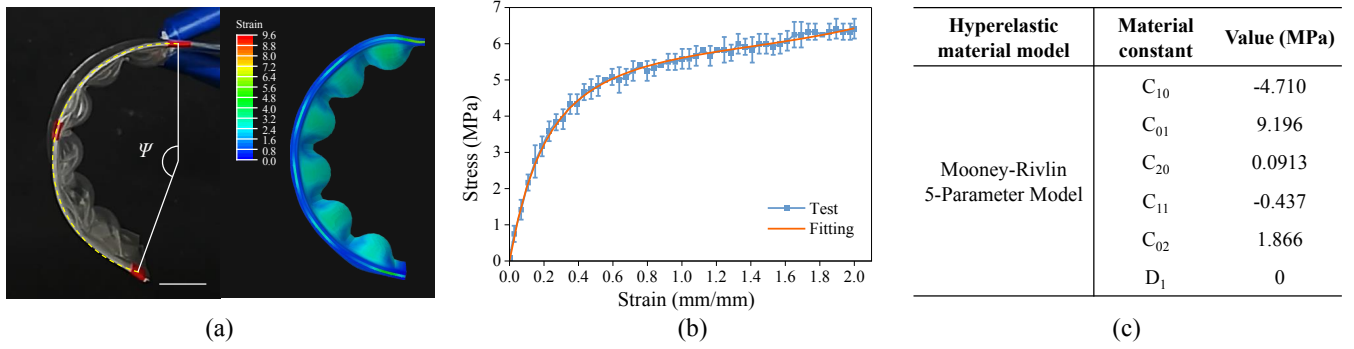 Ψ
Strain
9.6
8.8
8.0
7.2
6.4
5.6
4.8
4.0
3.2
2.4
1.6
0.8
0.0
(a)
7
6
5
4
3
2
1
0
Stress (MPa)
Test
Fitting
0.0 0.2 0.4 0.6 0.8 1.0 1.2 1.4 1.6 1.8 2.0
Strain (mm/mm)
(b)
Hyperelastic material model Material constant Value (MPa)
Mooney-Rivlin
5-Parameter Model
C₁₀ -4.710
C₀₁ 9.196
C₂₀ 0.0913
C₁₁ -0.437
C₀₂ 1.866
D₁ 0
(c)